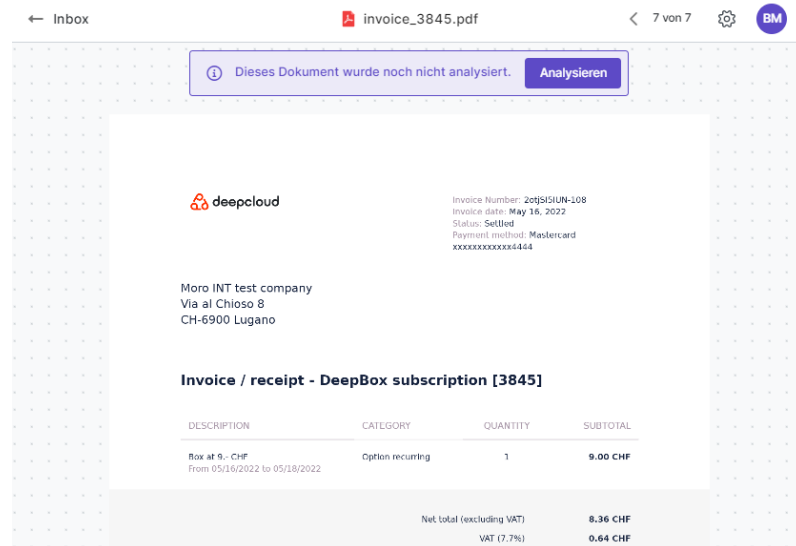 ← Inbox
invoice_3845.pdf
7 von 7
BM
Dieses Dokument wurde noch nicht analysiert.
Analysieren
deepcloud
Invoice Number: 2otjSI5IUN-108
Invoice date: May 16, 2022
Status: Settled
Payment method: Mastercard
xxxxxxxxxxxx4444
Moro INT test company
Via al Chioso 8
CH-6900 Lugano
Invoice / receipt - DeepBox subscription [3845]
DESCRIPTION CATEGORY QUANTITY SUBTOTAL
Box at 9.- CHF Option recurring 1 9.00 CHF
From 05/16/2022 to 05/18/2022
Net total (excluding VAT) 8.36 CHF
VAT (7.7%) 0.64 CHF